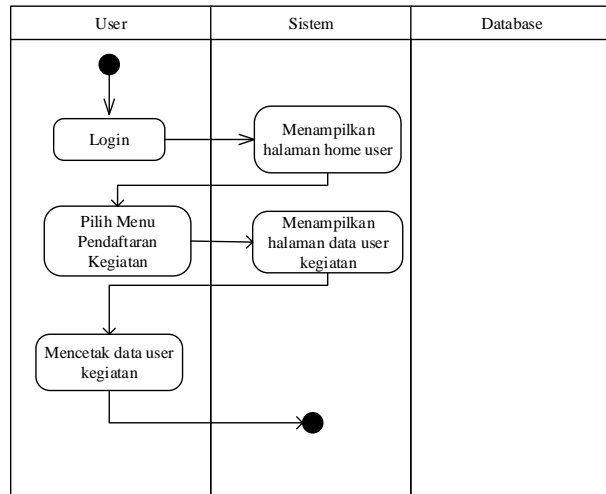 User
Sistem
Database
Login
Menampilkan
halaman home user
Pilih Menu
Pendaftaran
Kegiatan
Menampilkan
halaman data user
kegiatan
Mencetak data user
kegiatan